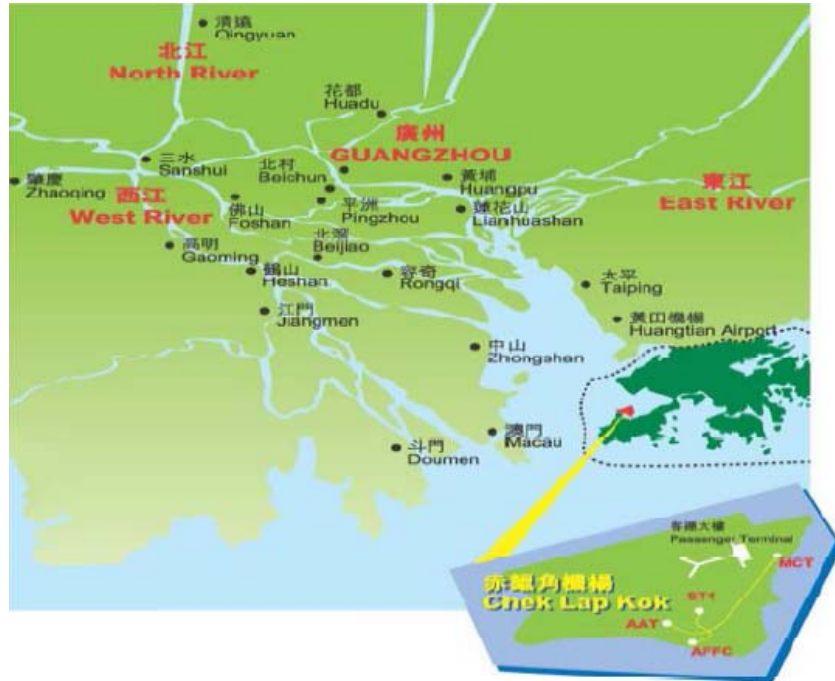 清遠
Qingyuan
北江
North River
花都
Huadu
廣州
GUANGZHOU
三水
Sanshui
北村
Beichun
黃埔
Huangpu
肇慶
Zhaoqing
西江
West River
佛山
Foshan
平洲
Pingzhou
蓮花山
Lianhuashan
東江
East River
高明
Gaoming
北滘
Beijiao
鶴山
Heshan
容奇
Rongqi
太平
Taiping
江門
Jiangmen
黃田機場
Huangtian Airport
中山
Zhongshan
斗門
Doumen
澳門
Macau
客運大樓
Passenger Terminal
MCT
赤鱲角機場
Chek Lap Kok
AAT
AFFC